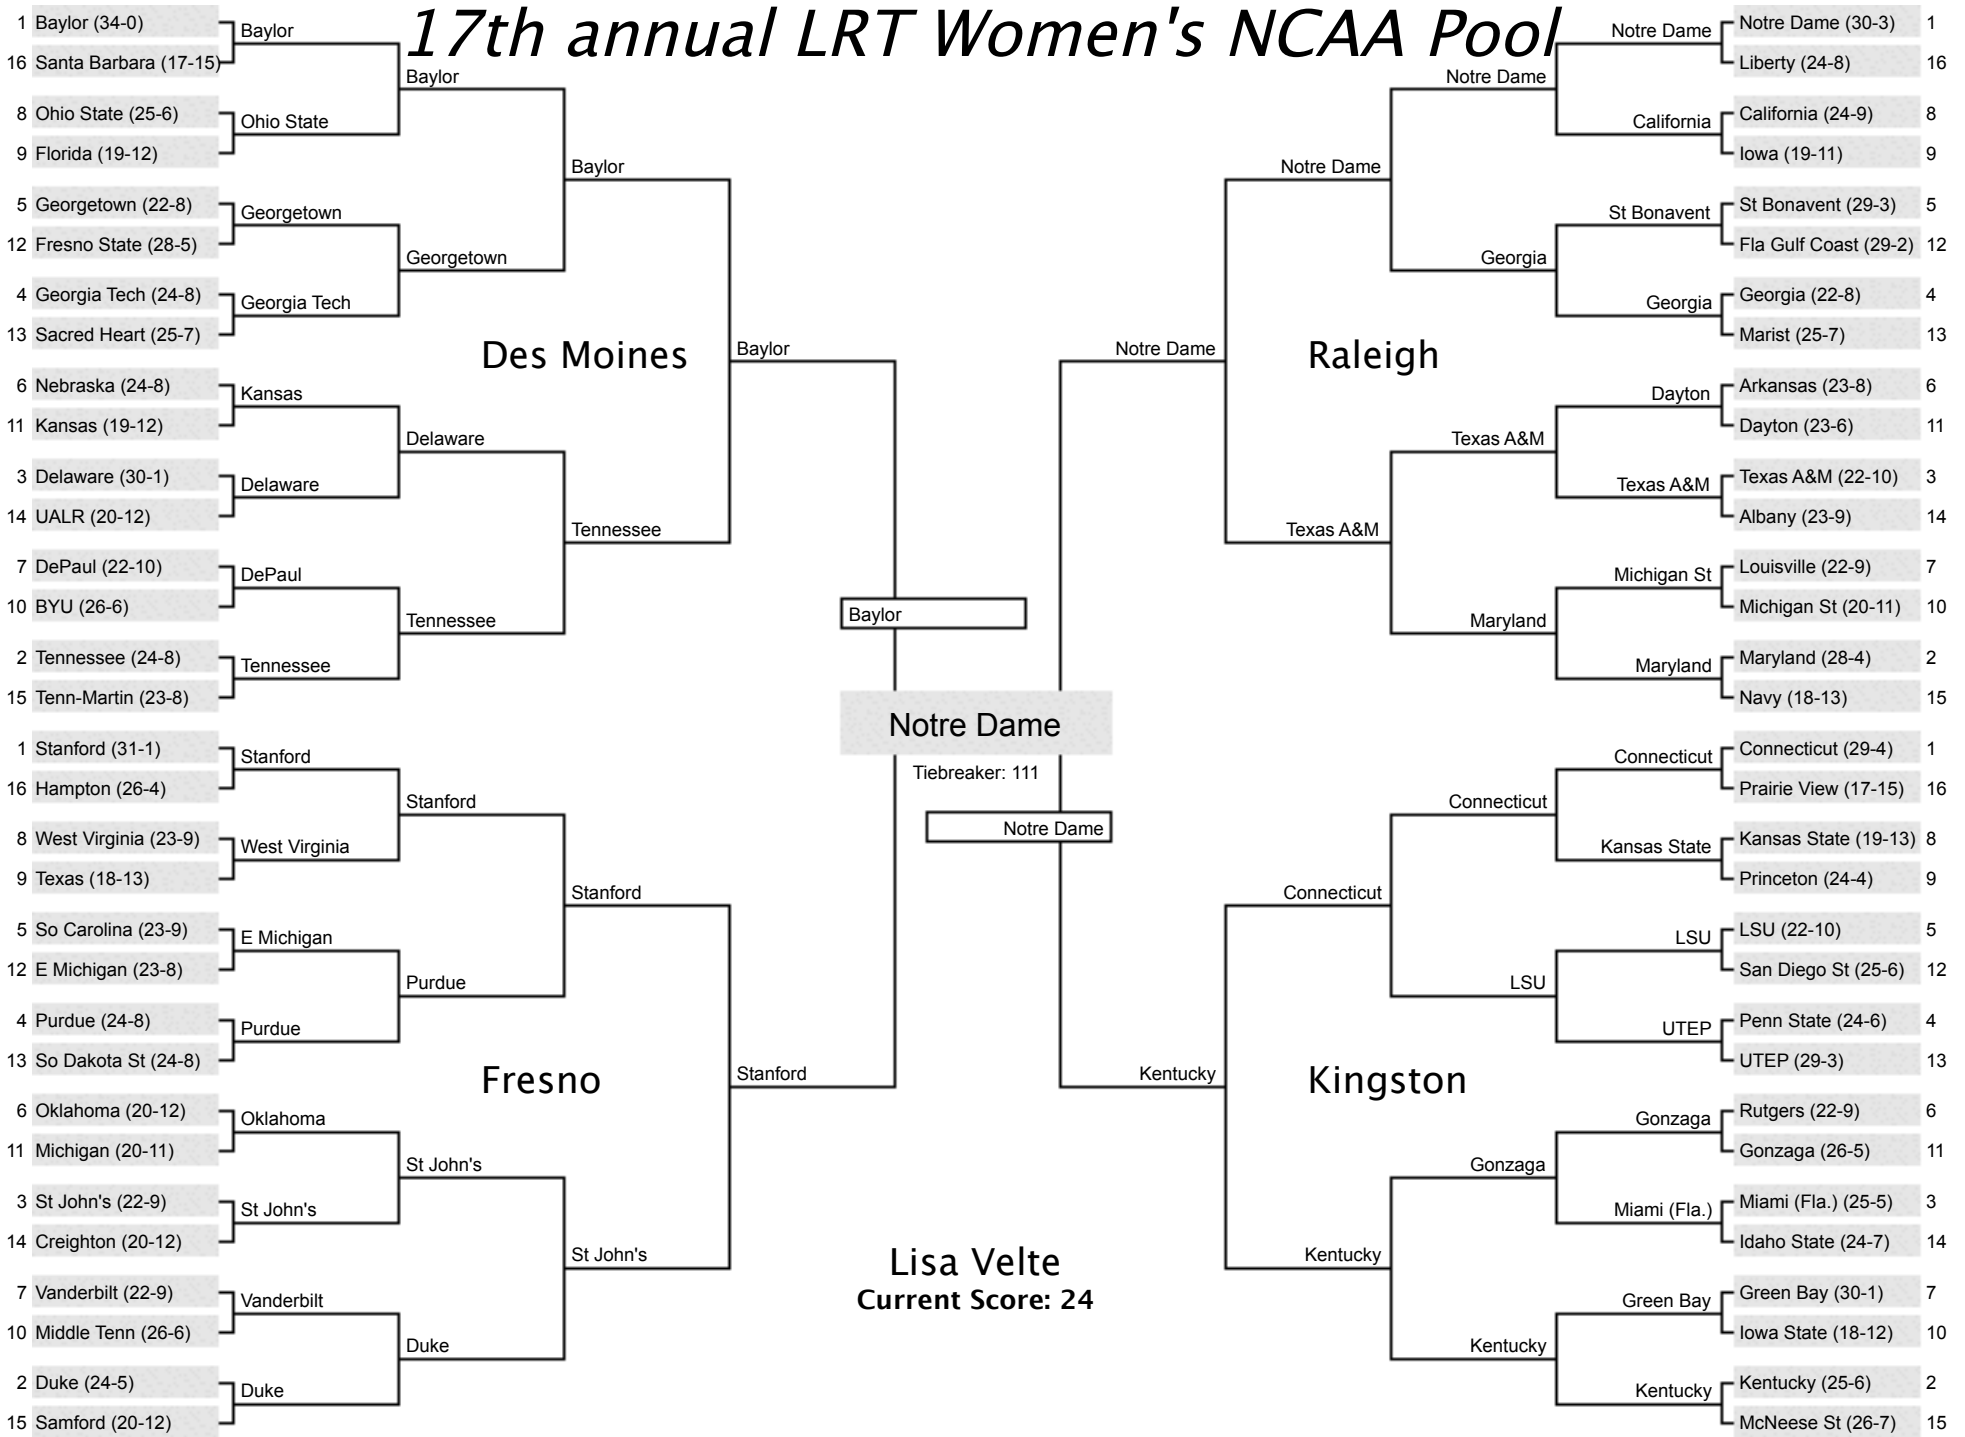 17th annual LRT Women's NCAA Pool
1 Baylor (34-0)
16 Santa Barbara (17-15)
8 Ohio State (25-6)
9 Florida (19-12)
5 Georgetown (22-8)
12 Fresno State (28-5)
4 Georgia Tech (24-8)
13 Sacred Heart (25-7)
6 Nebraska (24-8)
11 Kansas (19-12)
3 Delaware (30-1)
14 UALR (20-12)
7 DePaul (22-10)
10 BYU (26-6)
2 Tennessee (24-8)
15 Tenn-Martin (23-8)
Baylor
Ohio State
Georgetown
Georgia Tech
Kansas
Delaware
DePaul
Tennessee
Baylor
Georgetown
Delaware
Tennessee
Baylor
Tennessee
Des Moines
Baylor
1 Stanford (31-1)
16 Hampton (26-4)
8 West Virginia (23-9)
9 Texas (18-13)
5 So Carolina (23-9)
12 E Michigan (23-8)
4 Purdue (24-8)
13 So Dakota St (24-8)
6 Oklahoma (20-12)
11 Michigan (20-11)
3 St John's (22-9)
14 Creighton (20-12)
7 Vanderbilt (22-9)
10 Middle Tenn (26-6)
2 Duke (24-5)
15 Samford (20-12)
Stanford
West Virginia
E Michigan
Purdue
Oklahoma
St John's
Vanderbilt
Duke
Stanford
Purdue
St John's
Duke
Stanford
St John's
Fresno
Stanford
Baylor
Notre Dame
Tiebreaker: 111
Notre Dame
Lisa Velte
Current Score: 24
Notre Dame
Raleigh
Notre Dame
Texas A&M
Notre Dame
Georgia
Texas A&M
Maryland
Notre Dame
California
St Bonavent
Georgia
Dayton
Texas A&M
Michigan St
Maryland
Notre Dame (30-3) 1
Liberty (24-8) 16
California (24-9) 8
Iowa (19-11) 9
St Bonavent (29-3) 5
Fla Gulf Coast (29-2) 12
Georgia (22-8) 4
Marist (25-7) 13
Arkansas (23-8) 6
Dayton (23-6) 11
Texas A&M (22-10) 3
Albany (23-9) 14
Louisville (22-9) 7
Michigan St (20-11) 10
Maryland (28-4) 2
Navy (18-13) 15
Kentucky
Kingston
Connecticut
Kentucky
Connecticut
LSU
Gonzaga
Kentucky
Connecticut
Kansas State
LSU
UTEP
Gonzaga
Miami (Fla.)
Green Bay
Kentucky
Connecticut (29-4) 1
Prairie View (17-15) 16
Kansas State (19-13) 8
Princeton (24-4) 9
LSU (22-10) 5
San Diego St (25-6) 12
Penn State (24-6) 4
UTEP (29-3) 13
Rutgers (22-9) 6
Gonzaga (26-5) 11
Miami (Fla.) (25-5) 3
Idaho State (24-7) 14
Green Bay (30-1) 7
Iowa State (18-12) 10
Kentucky (25-6) 2
McNeese St (26-7) 15